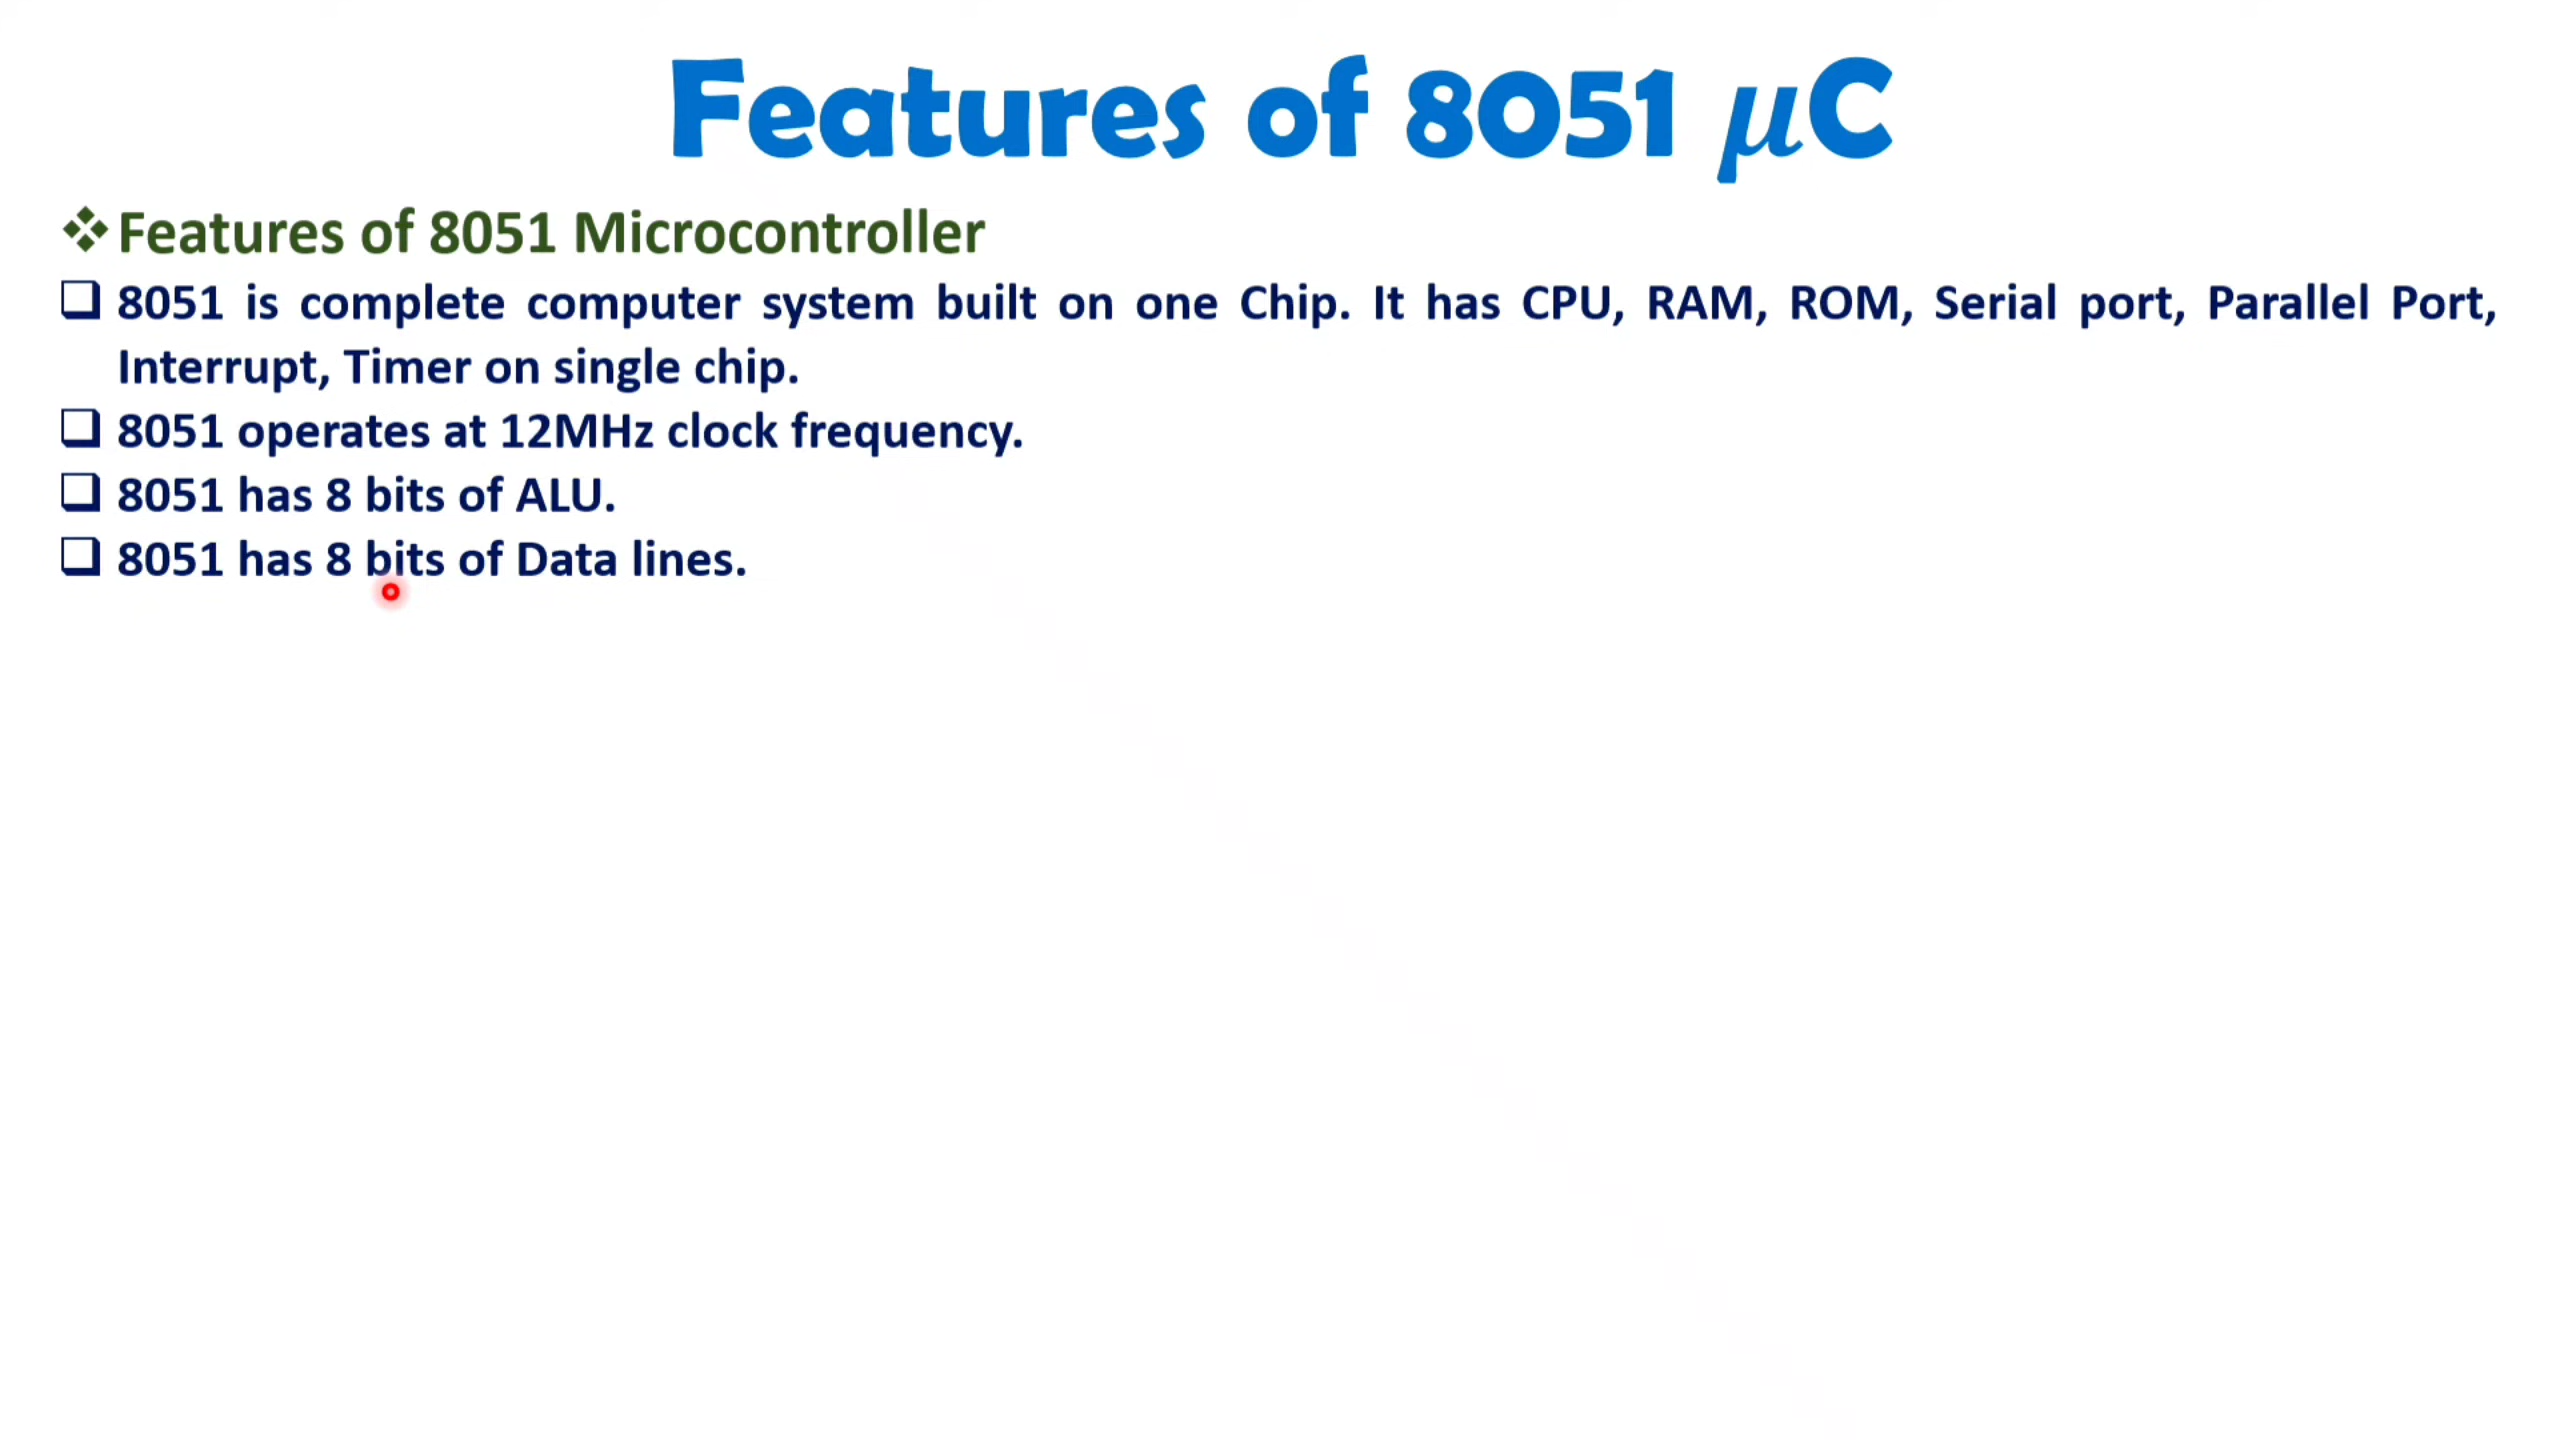 Features of 8051 μC
❖Features of 8051 Microcontroller
❑ 8051 is complete computer system built on one Chip. It has CPU, RAM, ROM, Serial port, Parallel Port,
Interrupt, Timer on single chip.
❑ 8051 operates at 12MHz clock frequency.
❑ 8051 has 8 bits of ALU.
❑ 8051 has 8 bits of Data lines.